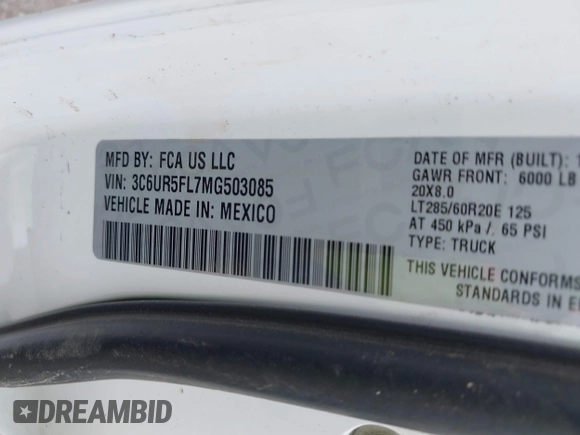 MFD BY: FCA US LLC
VIN: 3C6UR5FL7MG503085
VEHICLE MADE IN: MEXICO
DATE OF MFR (BUILT):
GAWR FRONT: 6000 LB
20X8.0
LT285/60R20E 125
AT 450 kPa /, 65 PSI
TYPE: TRUCK
THIS VEHICLE CONFORMS
STANDARDS IN
DREAMBID